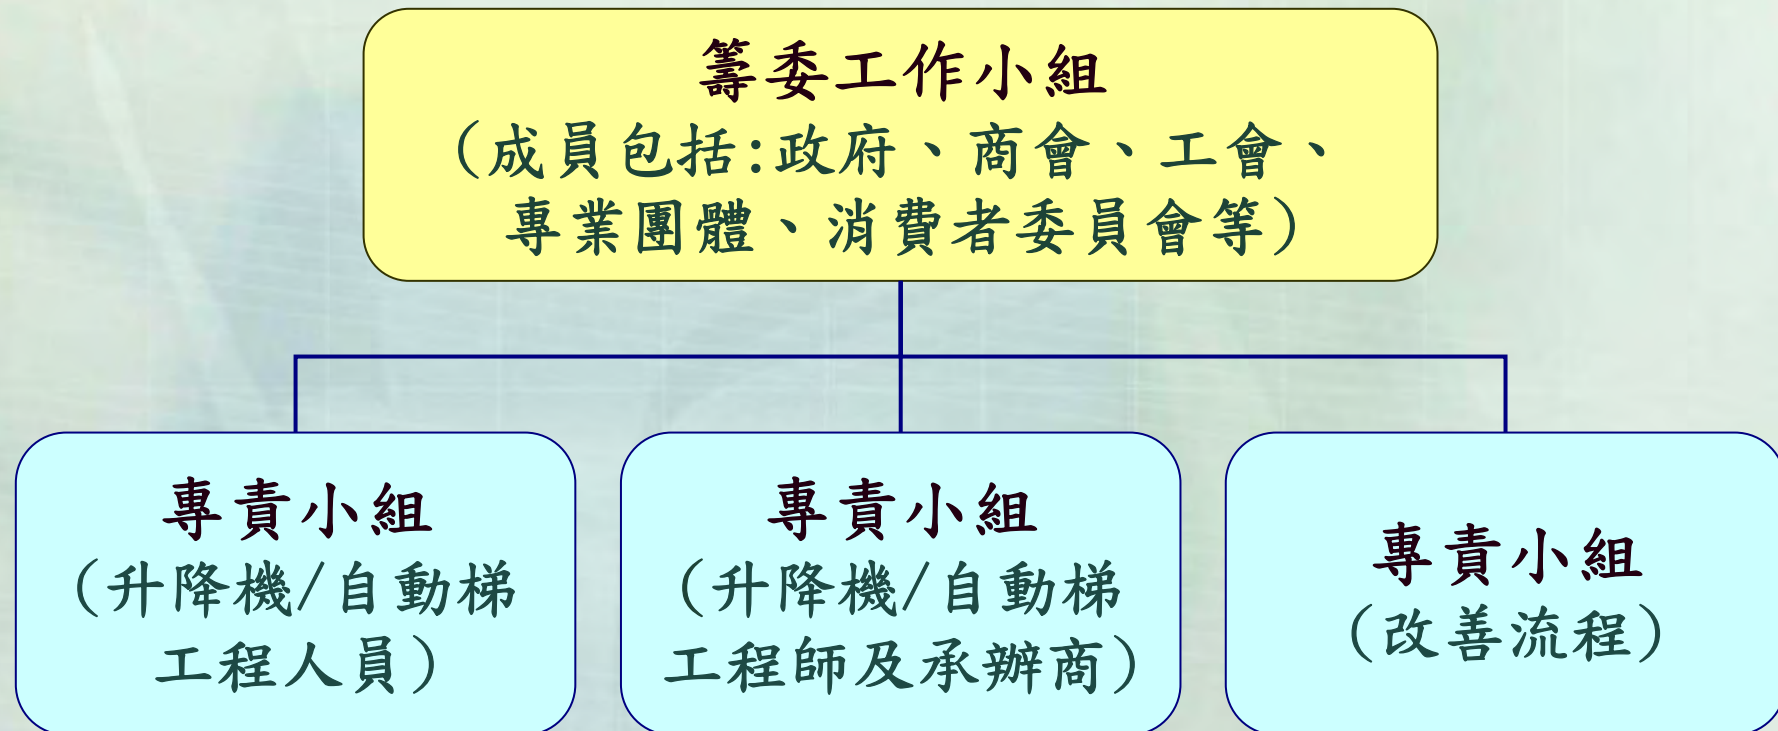 籌委工作小組
(成員包括:政府、商會、工會、
專業團體、消費者委員會等)
專責小組
(升降機/自動梯
工程人員)
專責小組
(升降機/自動梯
工程師及承辦商)
專責小組
(改善流程)